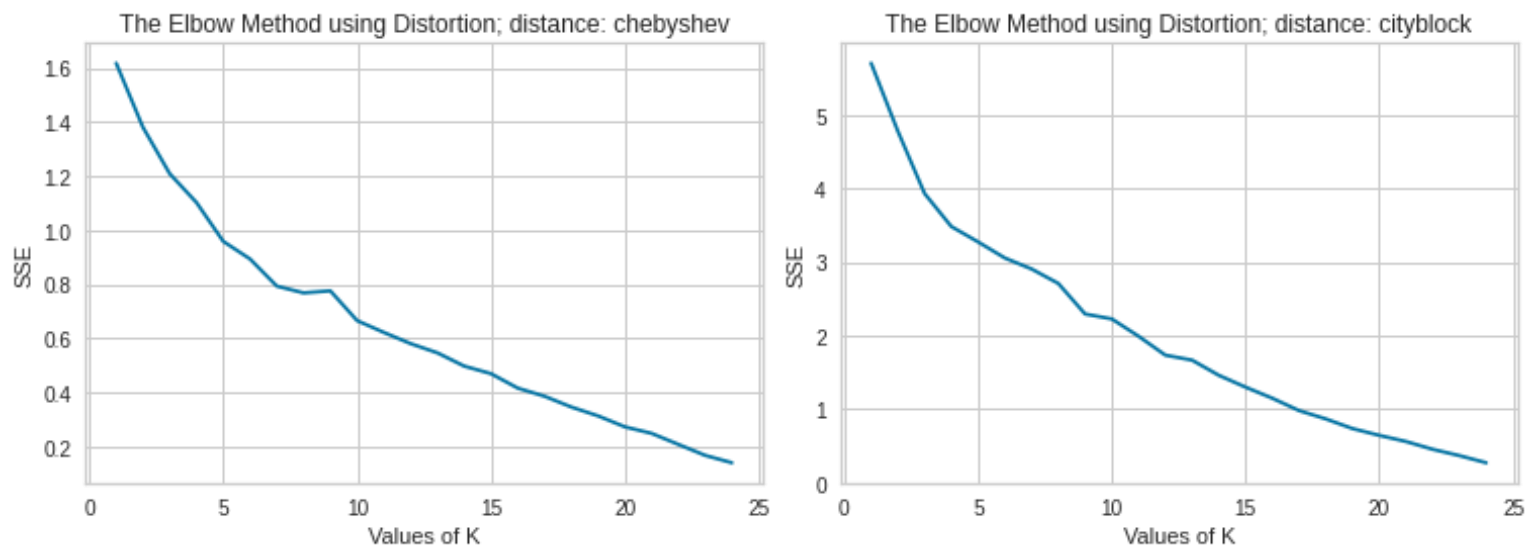 The Elbow Method using Distortion; distance: chebyshev
1.6
1.4
1.2
1.0
0.8
0.6
0.4
0.2
SSE
0 5 10 15 20 25
Values of K
The Elbow Method using Distortion; distance: cityblock
5
4
3
2
1
0
SSE
0 5 10 15 20 25
Values of K